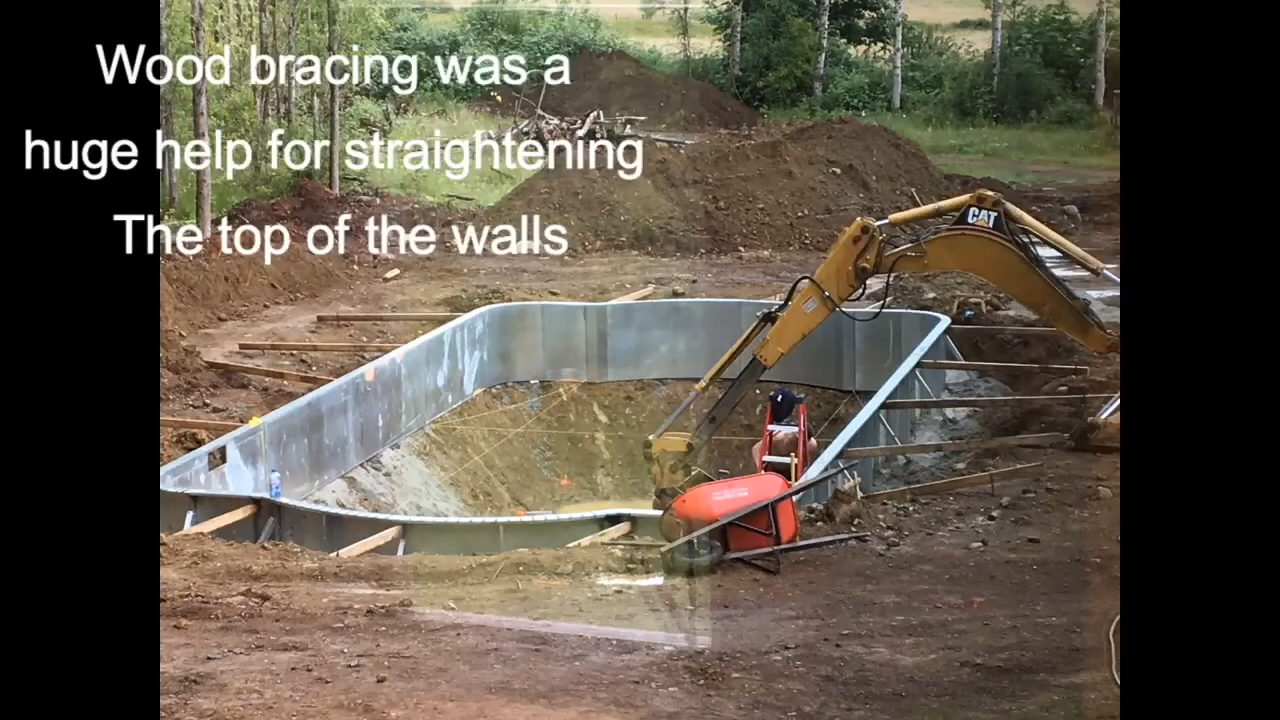 Wood bracing was a
huge help for straightening
The top of the walls
CAT